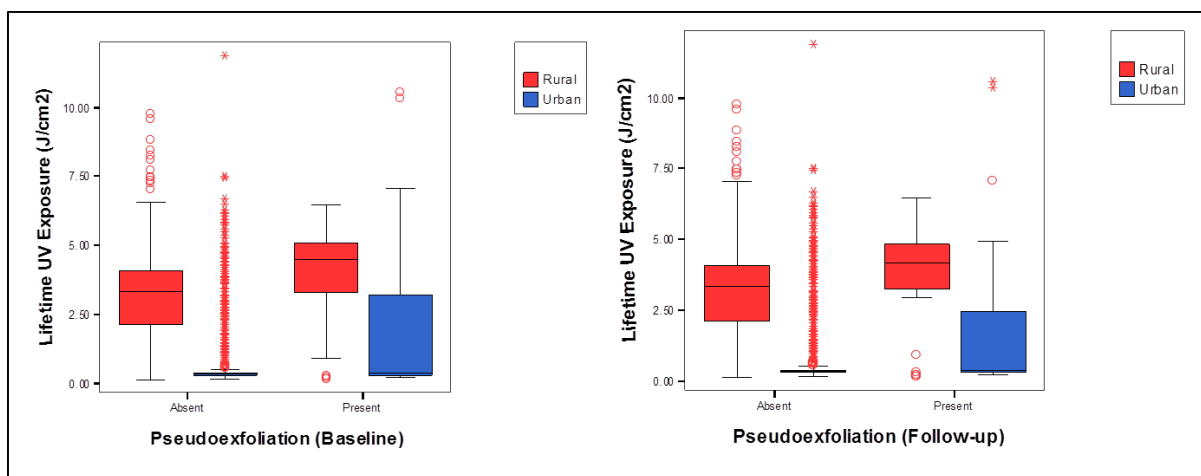 Lifetime UV Exposure (J/cm2)
10.00
7.50
5.00
2.50
0.00
Absent
Present
Pseudoexfoliation (Baseline)
Rural
Urban
Lifetime UV Exposure (J/cm2)
10.00
7.50
5.00
2.50
0.00
Absent
Present
Pseudoexfoliation (Follow-up)
Rural
Urban